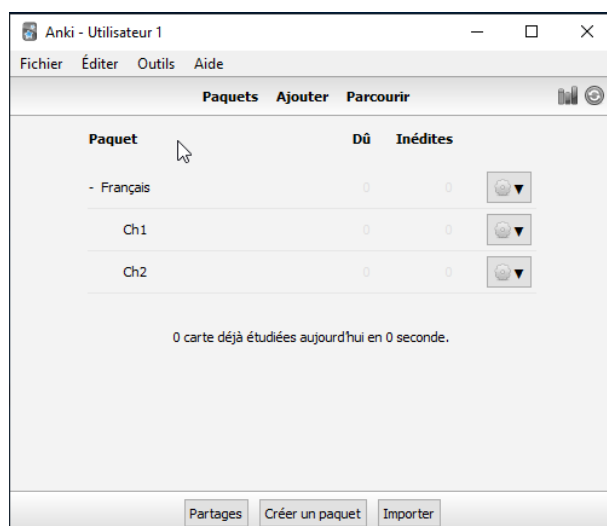 Anki - Utilisateur 1
Fichier Éditer Outils Aide
Paquets Ajouter Parcourir
Paquet Dû Inédites
- Français 0 0
Ch1 0 0
Ch2 0 0
0 carte déjà étudiées aujourd'hui en 0 seconde.
Partages Créer un paquet Importer